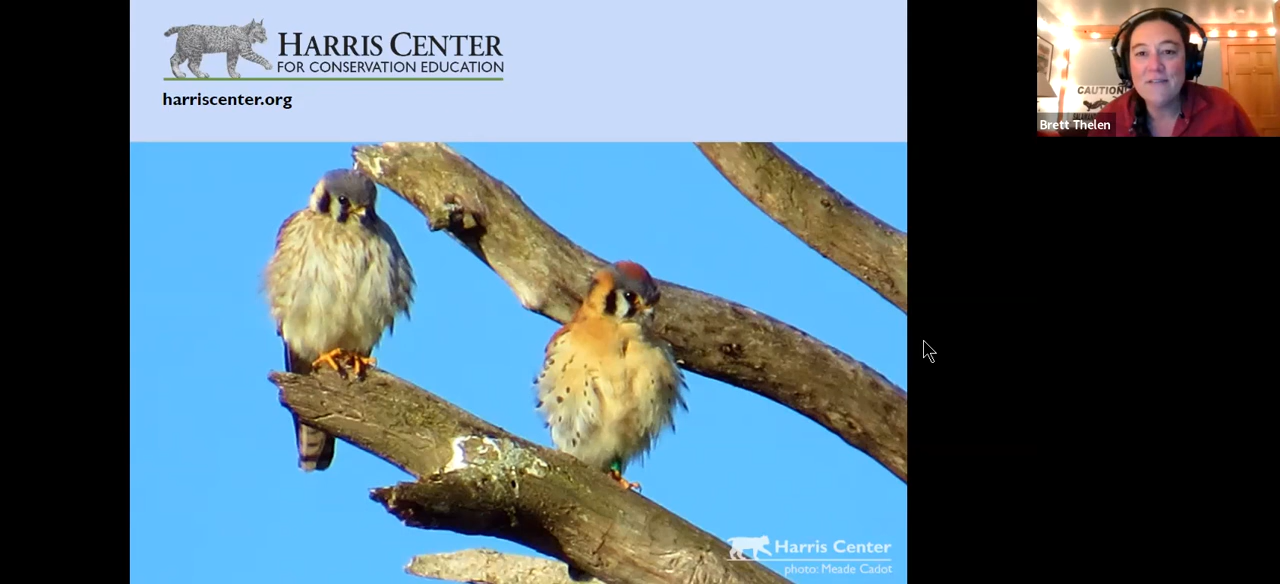 HARRIS CENTER
FOR CONSERVATION EDUCATION
harriscenter.org
CAUTION
Brett Thelen
Harris Center
photo: Meade Cadot